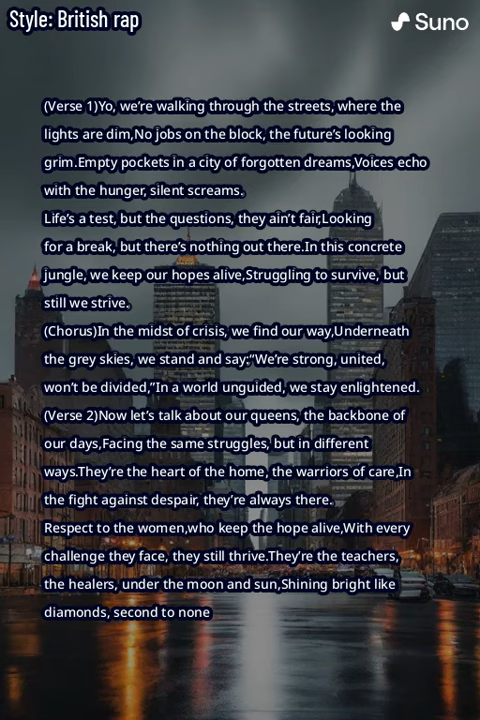 Style: British rap
Suno
(Verse 1)Yo, we’re walking through the streets, where the
lights are dim,No jobs on the block, the future’s looking
grim.Empty pockets in a city of forgotten dreams,Voices echo
with the hunger, silent screams.
Life’s a test, but the questions, they ain’t fair,Looking
for a break, but there’s nothing out there.In this concrete
jungle, we keep our hopes alive,Struggling to survive, but
still we strive.
(Chorus)In the midst of crisis, we find our way,Underneath
the grey skies, we stand and say:“We’re strong, united,
won’t be divided,”In a world unguided, we stay enlightened.
(Verse 2)Now let’s talk about our queens, the backbone of
our days,Facing the same struggles, but in different
ways.They’re the heart of the home, the warriors of care,In
the fight against despair, they’re always there.
Respect to the women,who keep the hope alive,With every
challenge they face, they still thrive.They’re the teachers,
the healers, under the moon and sun,Shining bright like
diamonds, second to none